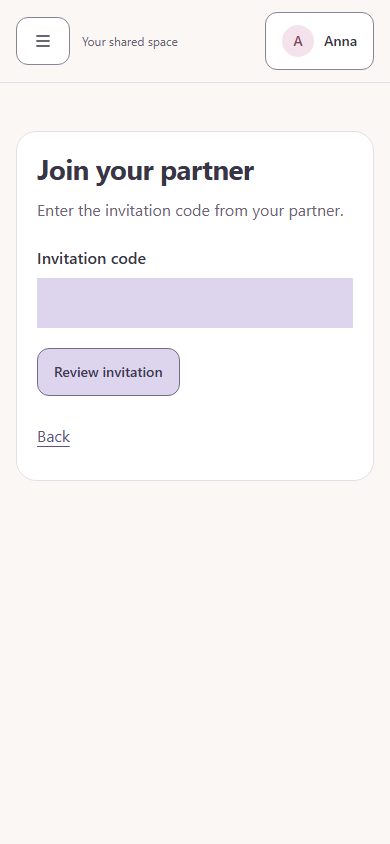 Your shared space
A
Anna
Join your partner
Enter the invitation code from your partner.
Invitation code
Review invitation
Back